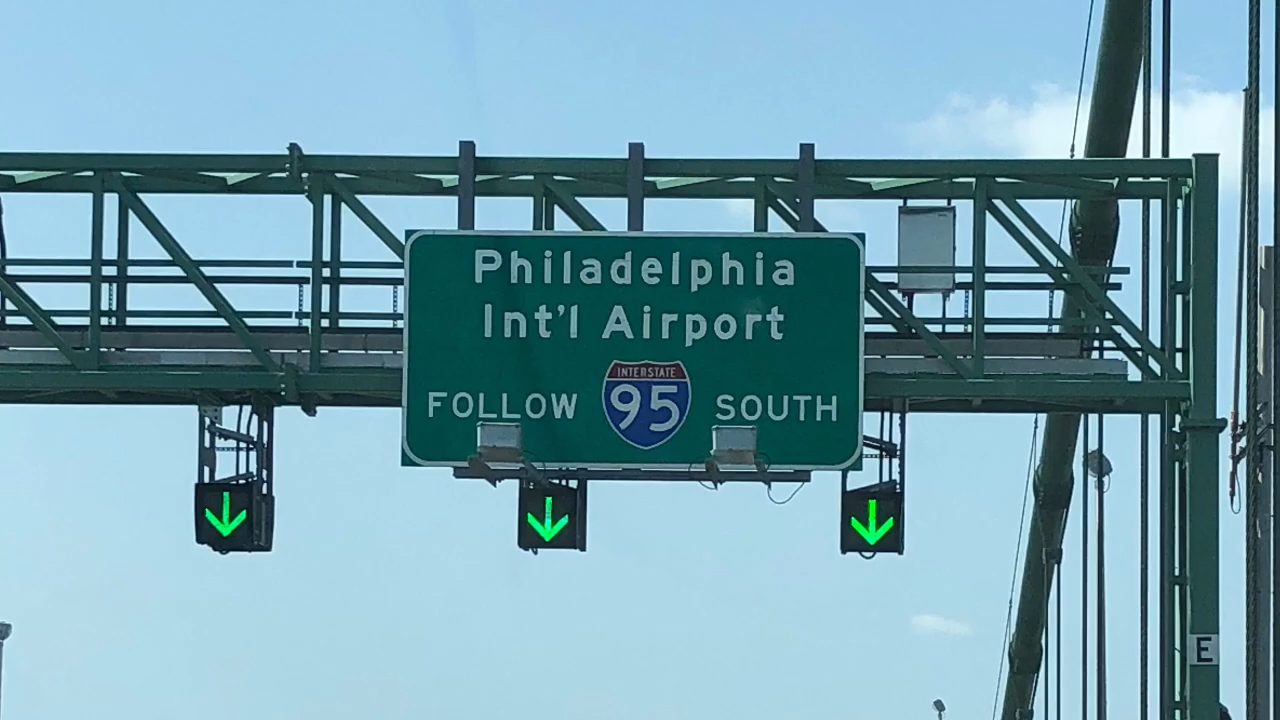 Philadelphia
Int'l Airport
INTERSTATE
FOLLOW 95 SOUTH
E